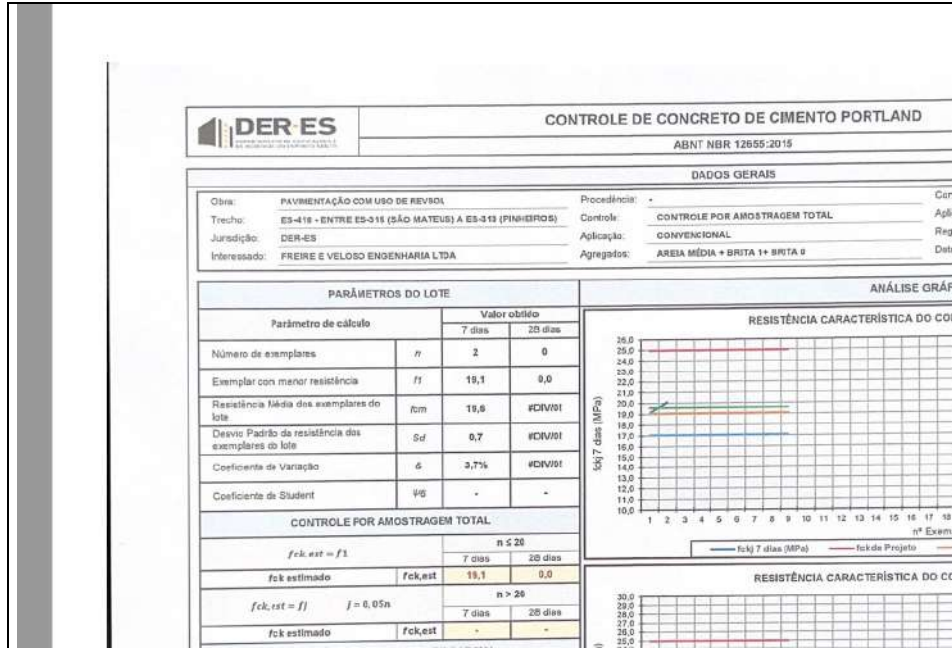 DER-ES
CONTROLE DE CONCRETO DE CIMENTO PORTLAND
ABNT NBR 12655:2015
DADOS GERAIS
Obra: PAVIMENTAÇÃO COM USO DE REVSOL
Procedência: -
Trecho: ES-416 - ENTRE ES-315 (SÃO MATEUS) A ES-313 (PINHEIROS)
Controle: CONTROLE POR AMOSTRAGEM TOTAL
Jurisdição: DER-ES
Aplicação: CONVENCIONAL
Interessado: FREIRE E VELOSO ENGENHARIA LTDA
Agregados: AREIA MÉDIA + BRITA 1+ BRITA 0
PARÂMETROS DO LOTE
ANÁLISE GRÁF
Parâmetro de cálculo
Valor obtido
7 dias 28 dias
Número de exemplares n 2 0
Exemplar com menor resistência f1 19,1 0,0
Resistência Média dos exemplares do
lote
fcm 19,6 #DIV/0!
Desvio Padrão da resistência dos
exemplares do lote
Sd 0,7 #DIV/0!
Coeficiente de Variação δ 3,7% #DIV/0!
Coeficiente de Student Ψ6 - -
CONTROLE POR AMOSTRAGEM TOTAL
fck,est = f1
n ≤ 20
7 dias 28 dias
fck estimado fck,est 19,1 0,0
fck,est = fj j = 0,05n
n > 20
7 dias 28 dias
fck estimado fck,est - -
RESISTÊNCIA CARACTERÍSTICA DO CO
fckj 7 dias (MPa)
26,0
25,0
24,0
23,0
22,0
21,0
20,0
19,0
18,0
17,0
16,0
15,0
14,0
13,0
12,0
11,0
10,0
1 2 3 4 5 6 7 8 9 10 11 12 13 14 15 16 17 18
nº Exem
fckj 7 dias (MPa) fck de Projeto
RESISTÊNCIA CARACTERÍSTICA DO CO
30,0
29,0
28,0
27,0
26,0
25,0